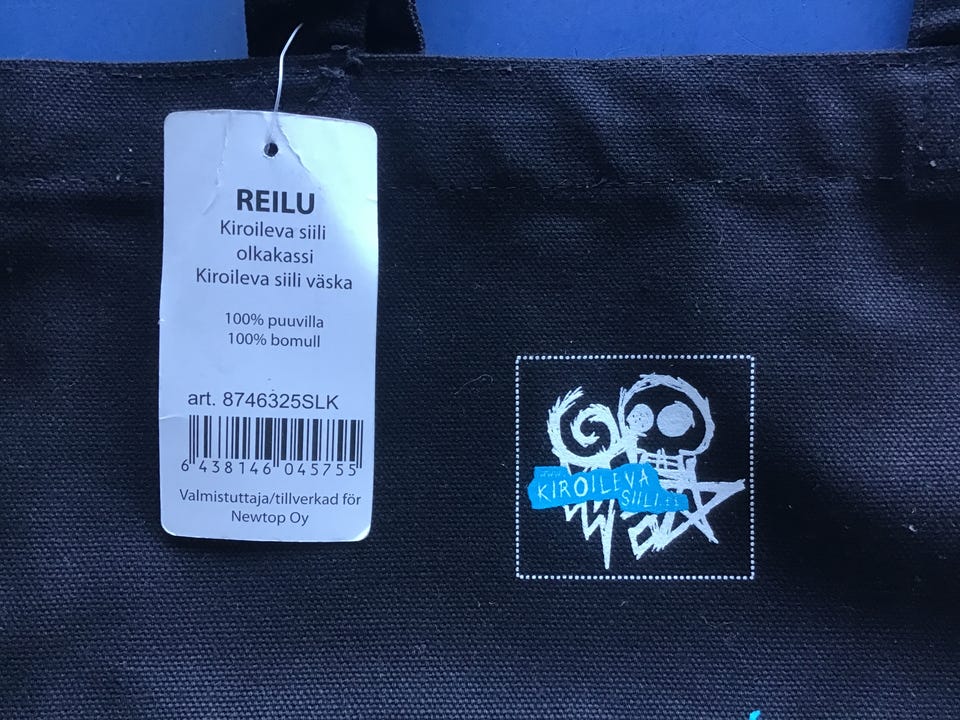 REILU
Kiroileva siili
olkakassi
Kiroileva siili väska
100% puuvilla
100% bomull
art. 8746325SLK
6 438146 045755
Valmistuttaja/tillverkad för
Newtop Oy
www.
KIROILEVA
SIILI